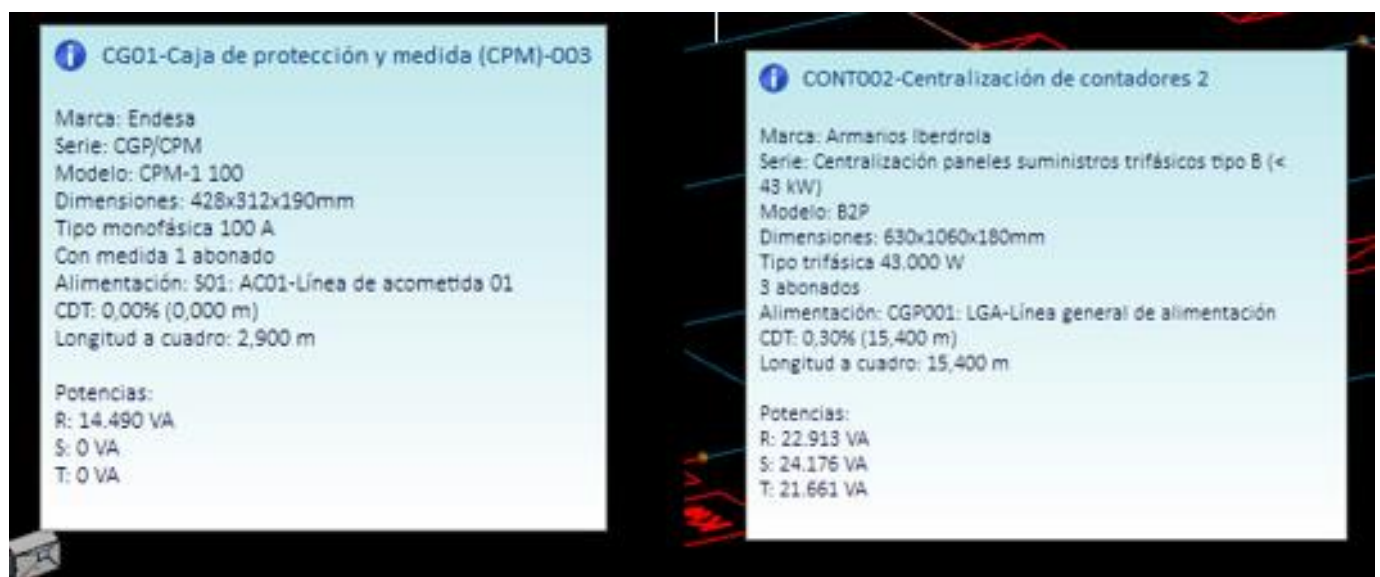 CG01-Caja de protección y medida (CPM)-003
Marca: Endesa
Serie: CGP/CPM
Modelo: CPM-1 100
Dimensiones: 428x312x190mm
Tipo monofásica 100 A
Con medida 1 abonado
Alimentación: S01: AC01-Línea de acometida 01
CDT: 0,00% (0,000 m)
Longitud a cuadro: 2,900 m
Potencias:
R: 14.490 VA
S: 0 VA
T: 0 VA
CONT002-Centralización de contadores 2
Marca: Armarios Iberdrola
Serie: Centralización paneles suministros trifásicos tipo B (<
43 kW)
Modelo: B2P
Dimensiones: 630x1060x180mm
Tipo trifásica 43.000 W
3 abonados
Alimentación: CGP001: LGA-Línea general de alimentación
CDT: 0,30% (15,400 m)
Longitud a cuadro: 15,400 m
Potencias:
R: 22.913 VA
S: 24.176 VA
T: 21.661 VA